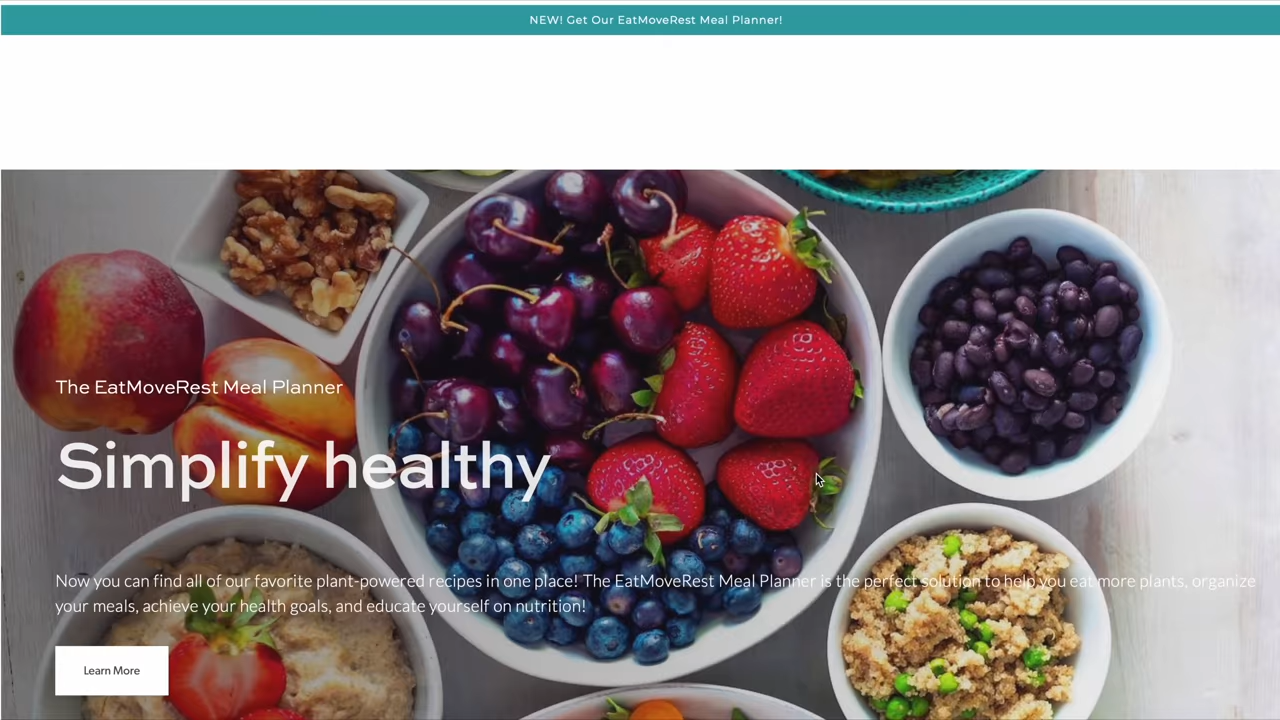 NEW! Get Our EatMoveRest Meal Planner!
The EatMoveRest Meal Planner
Simplify healthy
Now you can find all of our favorite plant-powered recipes in one place! The EatMoveRest Meal Planner is the perfect solution to help you eat more plants, organize
your meals, achieve your health goals, and educate yourself on nutrition!
Learn More